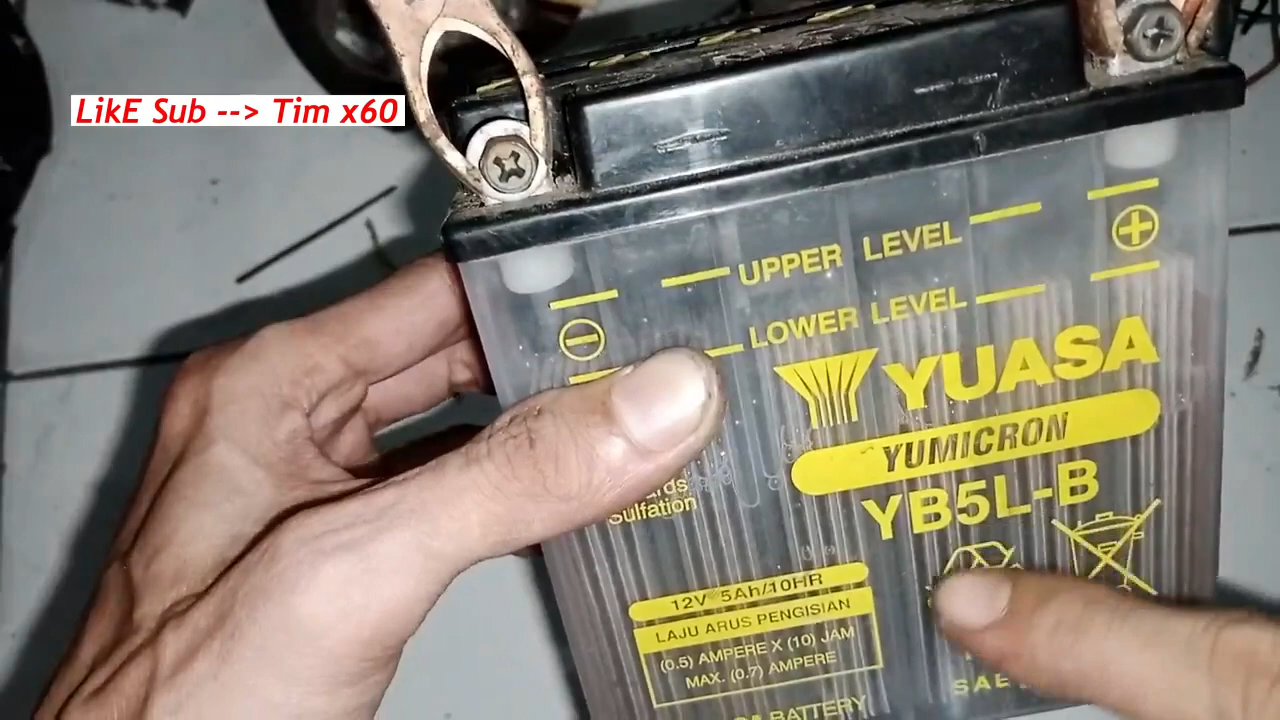 LikE Sub --> Tim x60
UPPER LEVEL
LOWER LEVEL
YUASA
YUMICRON
YB5L-B
Sulfation
12V 5Ah/10HR
LAJU ARUS PENGISIAN
(0.5) AMPERE X (10) JAM
MAX. (0.7) AMPERE
SAE
BATTERY